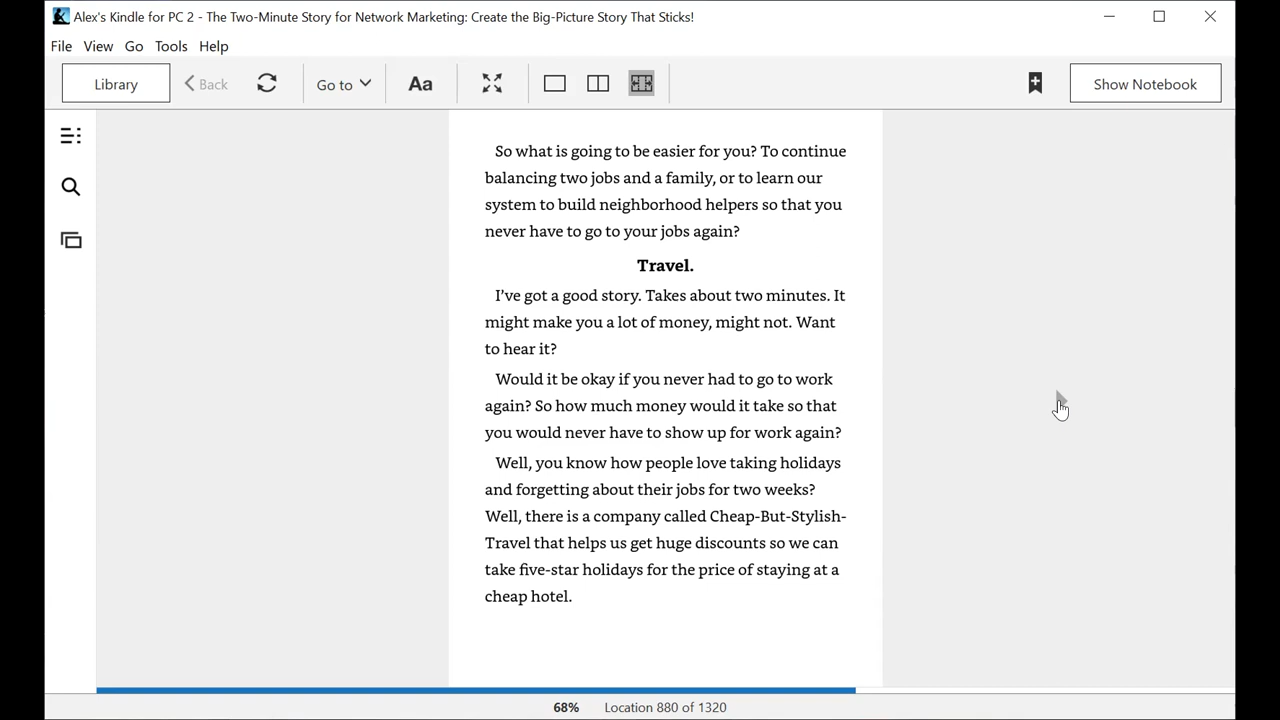 Alex's Kindle for PC 2 - The Two-Minute Story for Network Marketing: Create the Big-Picture Story That Sticks!
File View Go Tools Help
Library Back Go to Aa Show Notebook
So what is going to be easier for you? To continue
balancing two jobs and a family, or to learn our
system to build neighborhood helpers so that you
never have to go to your jobs again?
Travel.
I've got a good story. Takes about two minutes. It
might make you a lot of money, might not. Want
to hear it?
Would it be okay if you never had to go to work
again? So how much money would it take so that
you would never have to show up for work again?
Well, you know how people love taking holidays
and forgetting about their jobs for two weeks?
Well, there is a company called Cheap-But-Stylish-
Travel that helps us get huge discounts so we can
take five-star holidays for the price of staying at a
cheap hotel.
68% Location 880 of 1320